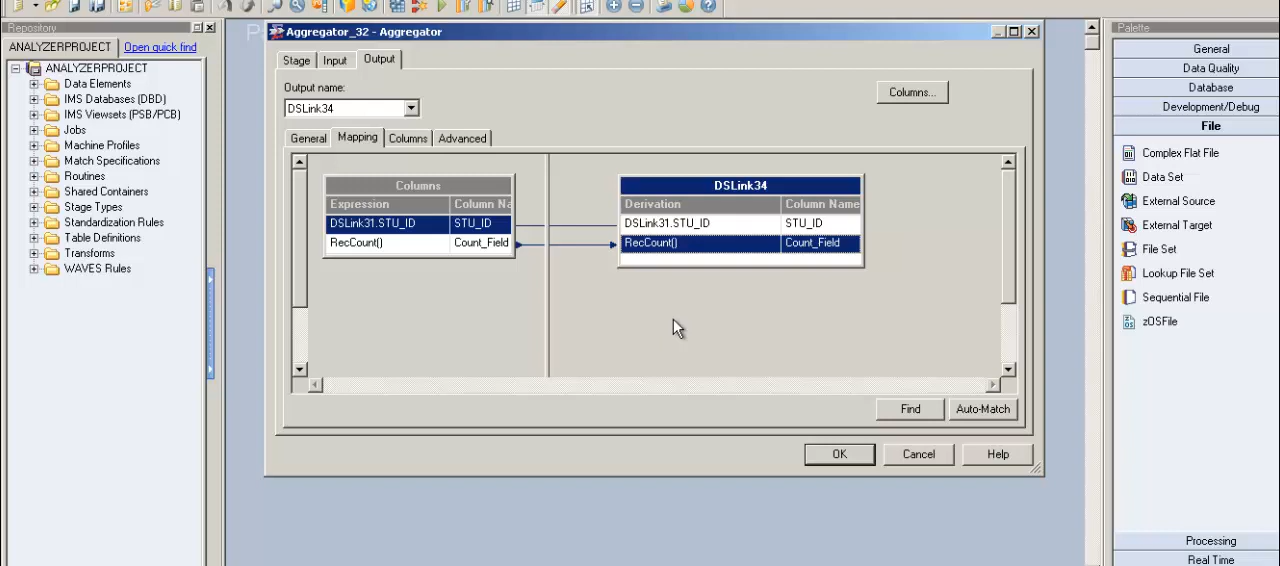 Repository
ANALYZERPROJECT
Open quick find
ANALYZERPROJECT
Data Elements
IMS Databases (DBD)
IMS Viewsets (PSB/PCB)
Jobs
Machine Profiles
Match Specifications
Routines
Shared Containers
Stage Types
Standardization Rules
Table Definitions
Transforms
WAVES Rules
Aggregator_32 - Aggregator
Stage
Input
Output
Output name:
DSLink34
Columns...
General
Mapping
Columns
Advanced
Columns
Expression
Column Na
DSLink31.STU_ID
STU_ID
RecCount()
Count_Field
DSLink34
Derivation
Column Name
DSLink31.STU_ID
STU_ID
RecCount()
Count_Field
Find
Auto-Match
OK
Cancel
Help
Palette
General
Data Quality
Database
Development/Debug
File
Complex Flat File
Data Set
External Source
External Target
File Set
Lookup File Set
Sequential File
zOSFile
Processing
Real Time